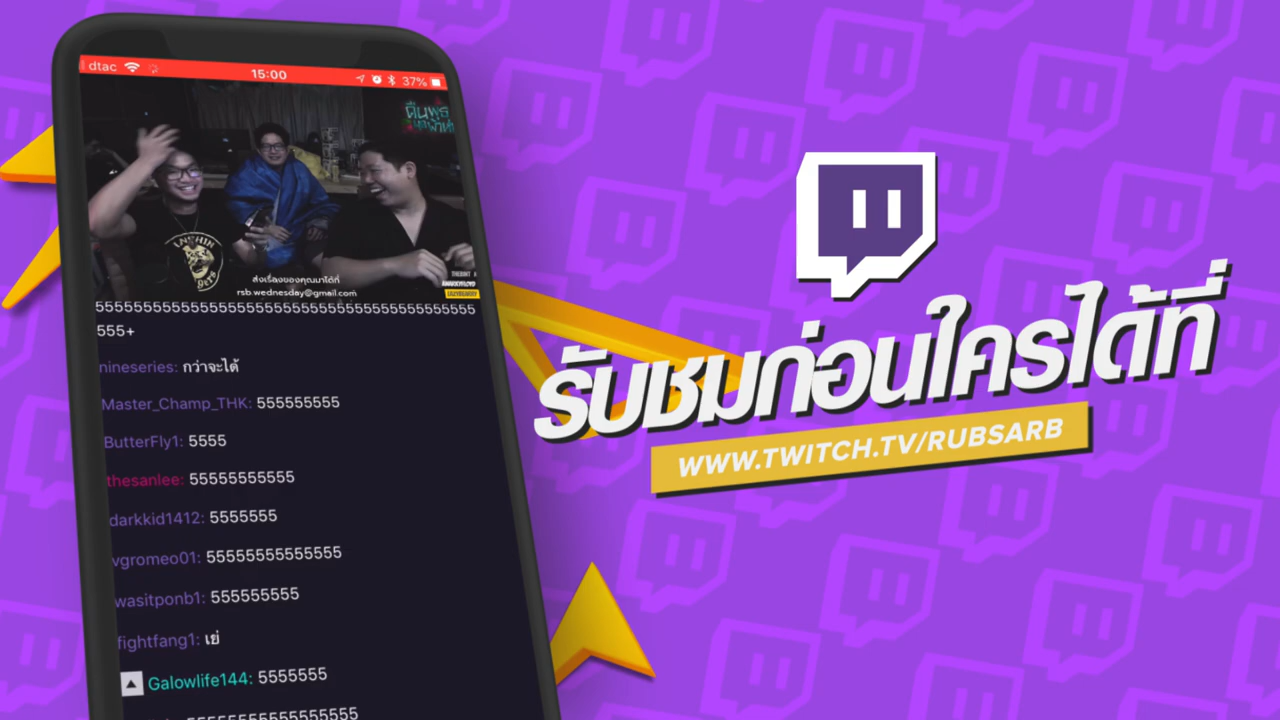 dtac
15:00
37%
ส่งเรื่องของคุณมาได้ที่
rsb.wednesday@gmail.com
5555555555555555555555555555555555555555
555+
nineseries: กว่าจะได้
Master_Champ_THK: 555555555
ButterFly1: 5555
thesanlee: 55555555555
darkkid1412: 5555555
vgromeo01: 55555555555555
wasitponb1: 555555555
fightfang1: เย่
Galowlife144: 5555555
รับชมก่อนใครได้ที่
WWW.TWITCH.TV/RUBSARB